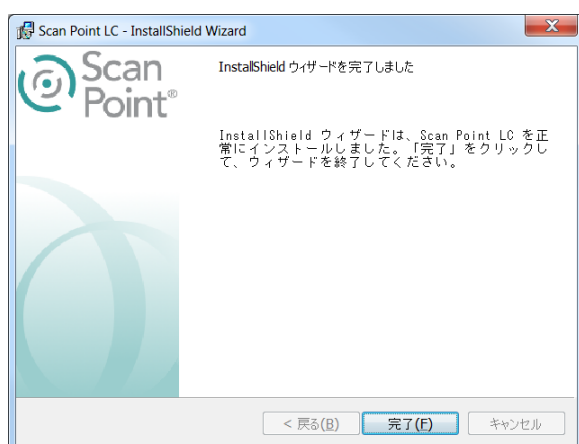 Scan Point LC - InstallShield Wizard
Scan
Point®
InstallShield ウィザードを完了しました
InstallShield ウィザードは、Scan Point LC を正
常にインストールしました。「完了」をクリックし
て、ウィザードを終了してください。
< 戻る(B)
完了(F)
キャンセル